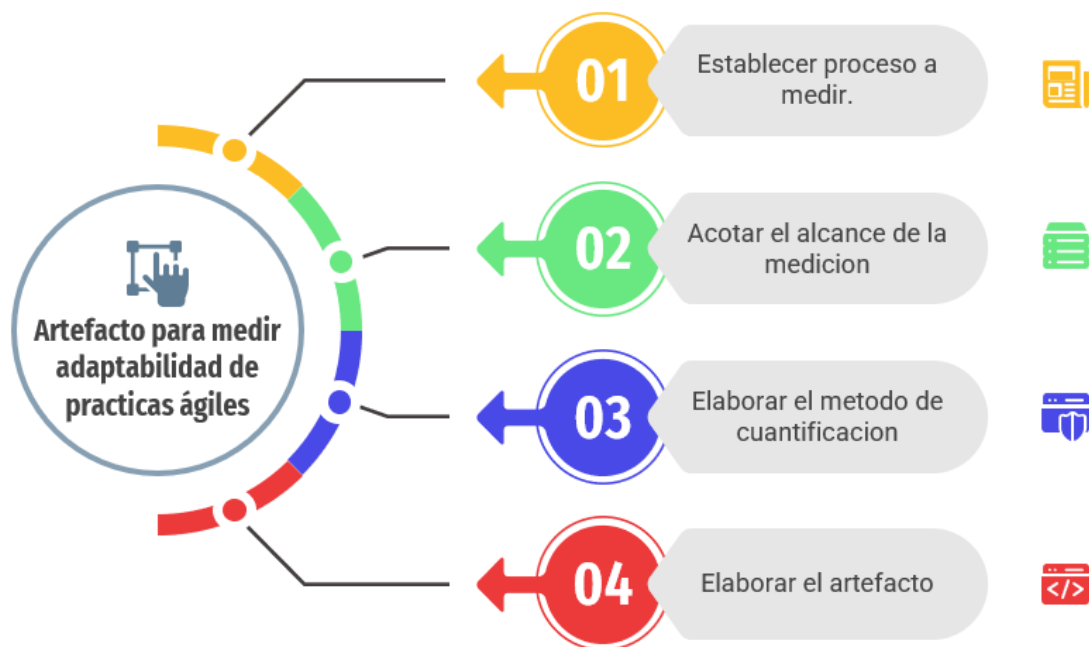 Artefacto para medir
adaptabilidad de
practicas ágiles
01
Establecer proceso a
medir.
02
Acotar el alcance de la
medicion
03
Elaborar el metodo de
cuantificacion
04
Elaborar el artefacto
</>